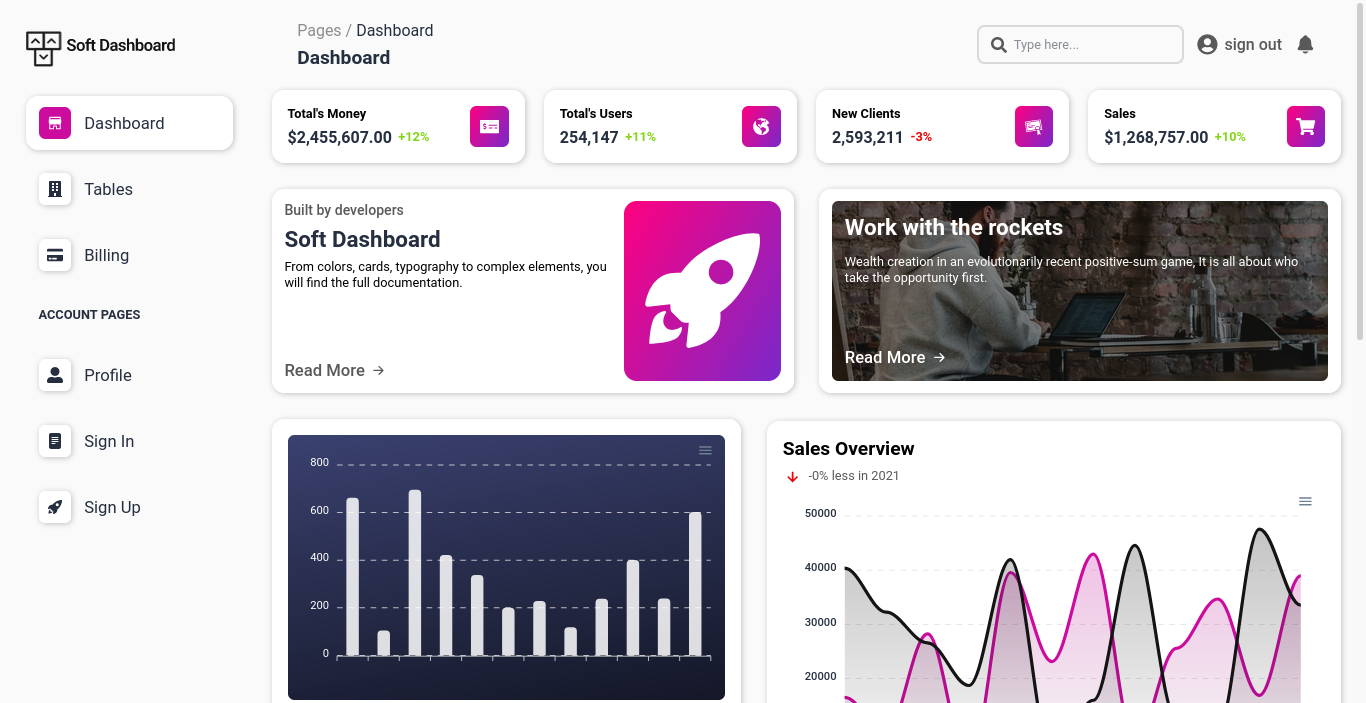 Soft Dashboard
Pages / Dashboard
Dashboard
Type here...
sign out
Dashboard
Tables
Billing
ACCOUNT PAGES
Profile
Sign In
Sign Up
Total's Money
$2,455,607.00 +12%
Total's Users
254,147 +11%
New Clients
2,593,211 -3%
Sales
$1,268,757.00 +10%
Built by developers
Soft Dashboard
From colors, cards, typography to complex elements, you
will find the full documentation.
Read More
Work with the rockets
Wealth creation in an evolutionarily recent positive-sum game, It is all about who
take the opportunity first.
Read More
800
600
400
200
0
Sales Overview
-0% less in 2021
50000
40000
30000
20000